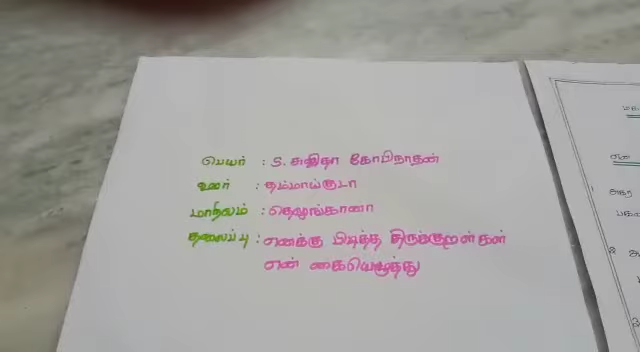 பெயர் : S. சுஜிதா கோபிநாதன்
ஊர் : தம்மாய்குடா
மாநிலம் : தெலுங்கானா
தலைப்பு : எனக்கு பிடித்த திருக்குறள்கள்
என் கையெழுத்து